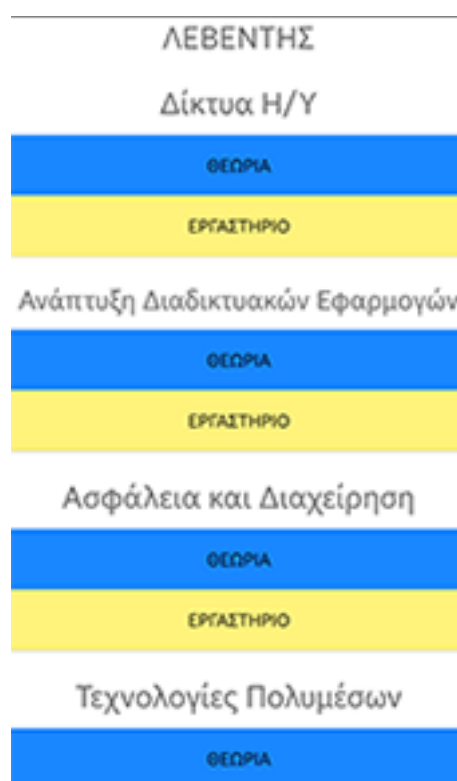 ΛΕΒΕΝΤΗΣ
Δίκτυα Η/Υ
ΘΕΩΡΙΑ
ΕΡΓΑΣΤΗΡΙΟ
Ανάπτυξη Διαδικτυακών Εφαρμογών
ΘΕΩΡΙΑ
ΕΡΓΑΣΤΗΡΙΟ
Ασφάλεια και Διαχείρηση
ΘΕΩΡΙΑ
ΕΡΓΑΣΤΗΡΙΟ
Τεχνολογίες Πολυμέσων
ΘΕΩΡΙΑ